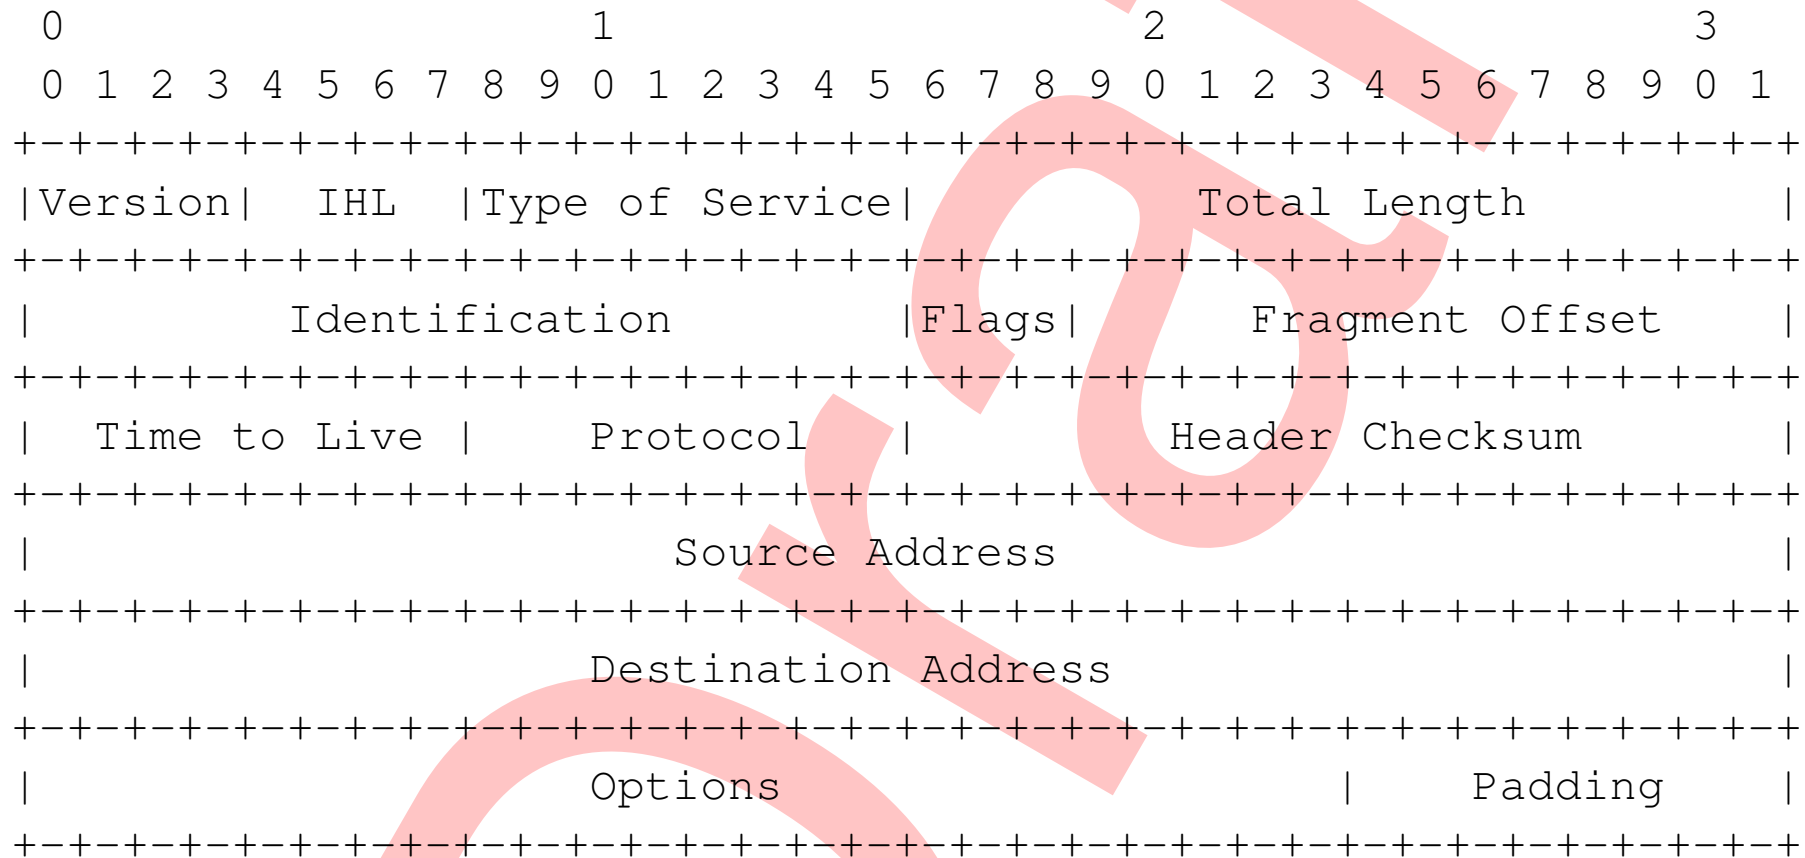 0                   1                   2                   3
 0 1 2 3 4 5 6 7 8 9 0 1 2 3 4 5 6 7 8 9 0 1 2 3 4 5 6 7 8 9 0 1
+-+-+-+-+-+-+-+-+-+-+-+-+-+-+-+-+-+-+-+-+-+-+-+-+-+-+-+-+-+-+-+-+
|Version|  IHL  |Type of Service|          Total Length         |
+-+-+-+-+-+-+-+-+-+-+-+-+-+-+-+-+-+-+-+-+-+-+-+-+-+-+-+-+-+-+-+-+
|         Identification        |Flags|      Fragment Offset    |
+-+-+-+-+-+-+-+-+-+-+-+-+-+-+-+-+-+-+-+-+-+-+-+-+-+-+-+-+-+-+-+-+
|  Time to Live |    Protocol   |         Header Checksum       |
+-+-+-+-+-+-+-+-+-+-+-+-+-+-+-+-+-+-+-+-+-+-+-+-+-+-+-+-+-+-+-+-+
|                       Source Address                          |
+-+-+-+-+-+-+-+-+-+-+-+-+-+-+-+-+-+-+-+-+-+-+-+-+-+-+-+-+-+-+-+-+
|                    Destination Address                        |
+-+-+-+-+-+-+-+-+-+-+-+-+-+-+-+-+-+-+-+-+-+-+-+-+-+-+-+-+-+-+-+-+
|                    Options                    |    Padding    |
+-+-+-+-+-+-+-+-+-+-+-+-+-+-+-+-+-+-+-+-+-+-+-+-+-+-+-+-+-+-+-+-+